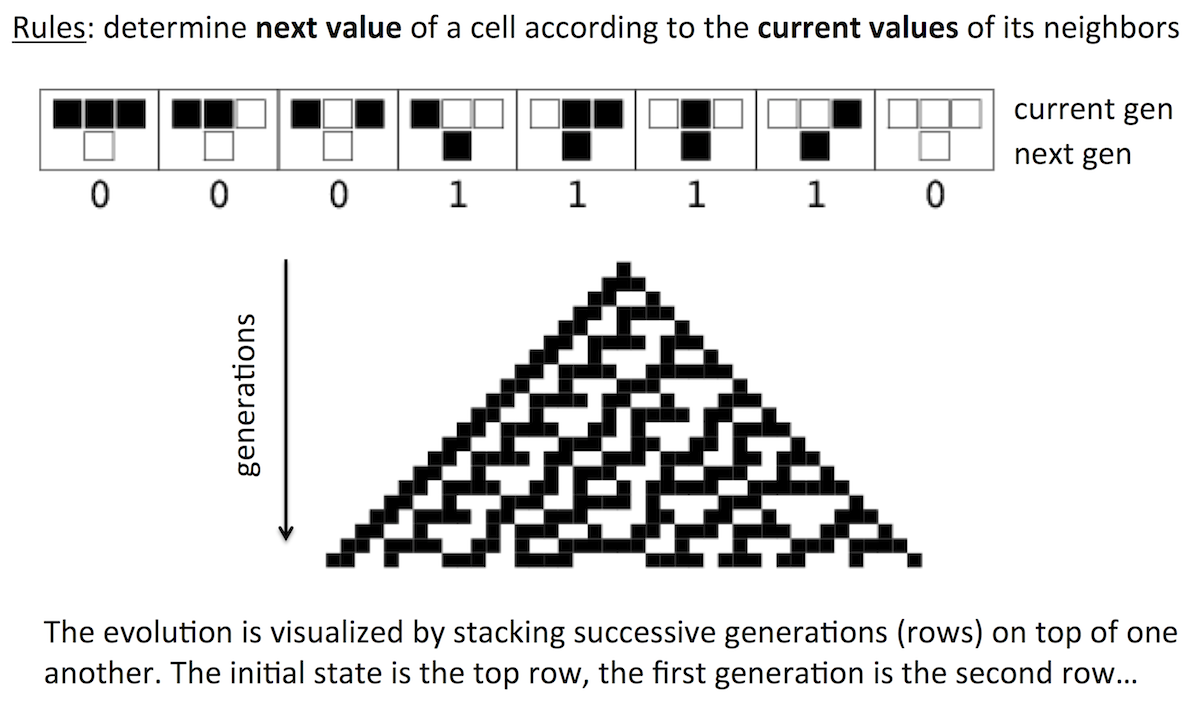 Rules: determine next value of a cell according to the current values of its neighbors
current gen
next gen
0 0 0 1 1 1 1 0
generations
The evolution is visualized by stacking successive generations (rows) on top of one
another. The initial state is the top row, the first generation is the second row...